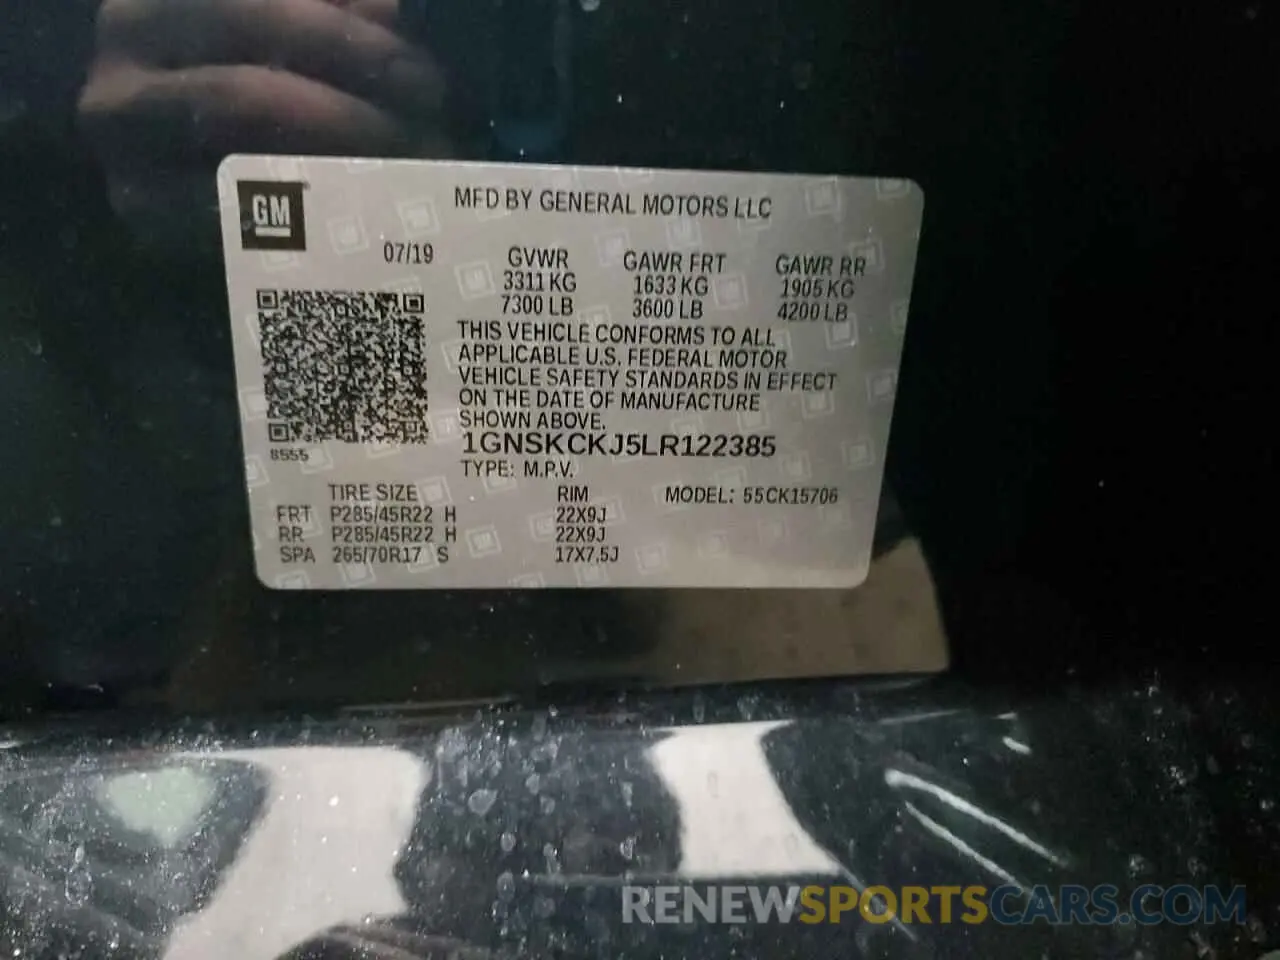 GM
MFD BY GENERAL MOTORS LLC
07/19 GVWR GAWR FRT GAWR RR
3311 KG 1633 KG 1905 KG
7300 LB 3600 LB 4200 LB
THIS VEHICLE CONFORMS TO ALL
APPLICABLE U.S. FEDERAL MOTOR
VEHICLE SAFETY STANDARDS IN EFFECT
ON THE DATE OF MANUFACTURE
SHOWN ABOVE.
1GNSKCKJ5LR122385
8555
TYPE: M.P.V.
TIRE SIZE RIM MODEL: 55CK15706
FRT P285/45R22 H 22X9J
RR P285/45R22 H 22X9J
SPA 265/70R17 S 17X7.5J
RENEWSPORTSCARS.COM